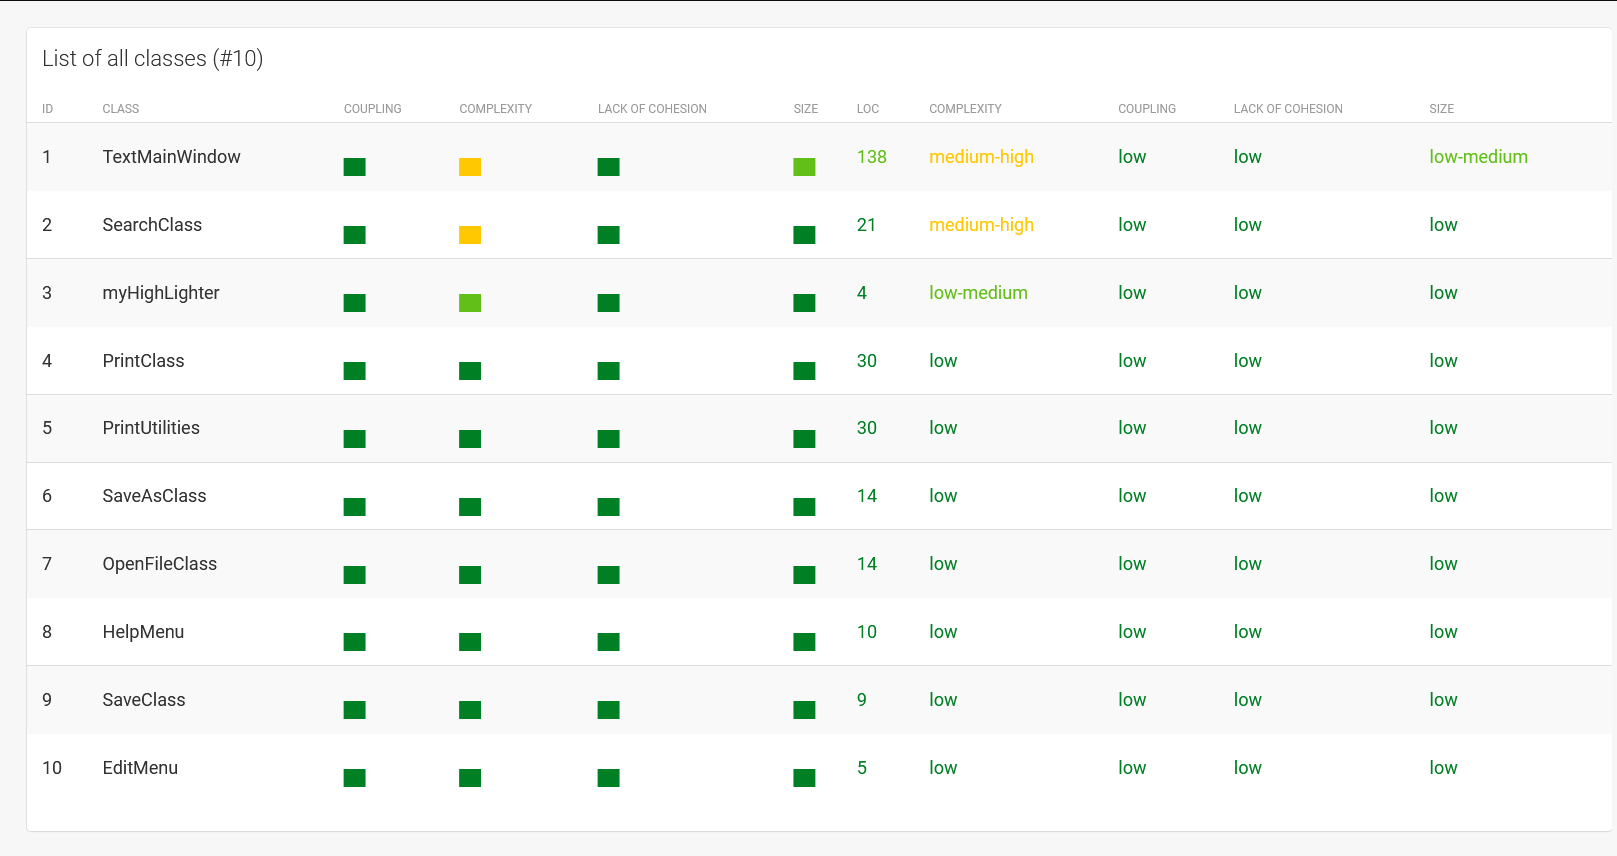 List of all classes (#10)
ID CLASS COUPLING COMPLEXITY LACK OF COHESION SIZE LOC COMPLEXITY COUPLING LACK OF COHESION SIZE
1 TextMainWindow 138 medium-high low low low-medium
2 SearchClass 21 medium-high low low low
3 myHighLighter 4 low-medium low low low
4 PrintClass 30 low low low low
5 PrintUtilities 30 low low low low
6 SaveAsClass 14 low low low low
7 OpenFileClass 14 low low low low
8 HelpMenu 10 low low low low
9 SaveClass 9 low low low low
10 EditMenu 5 low low low low